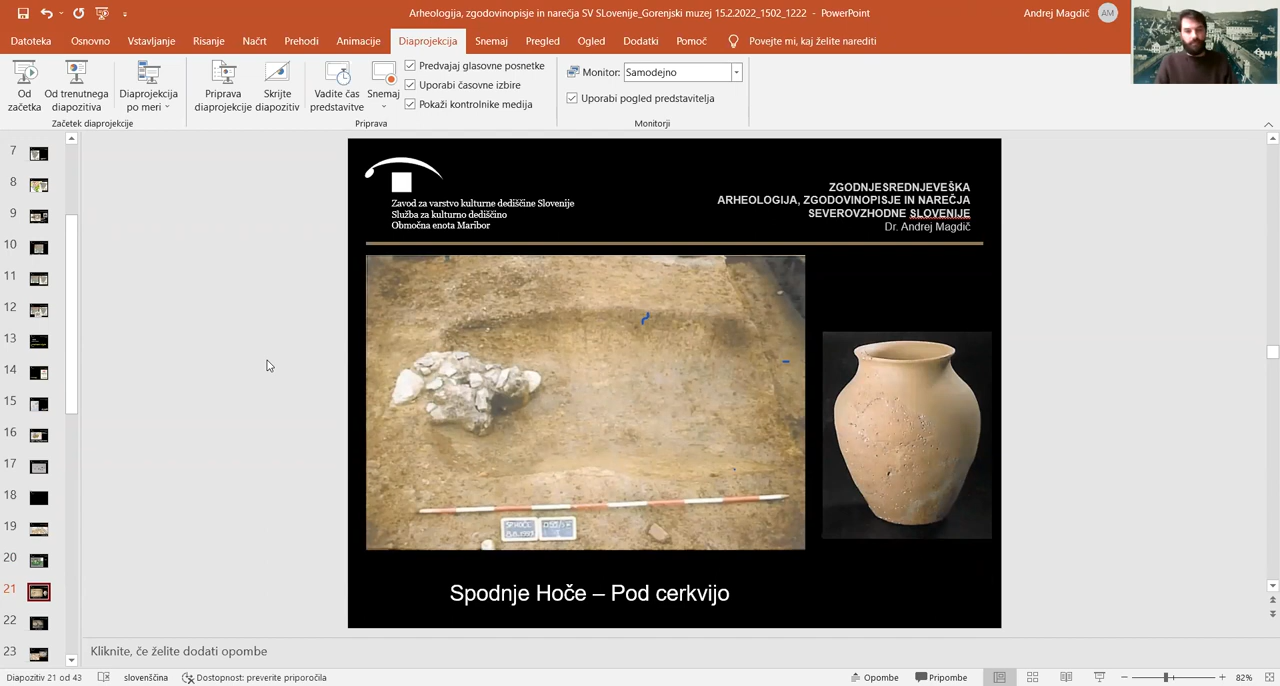 Arheologija, zgodovinopisje in narečja SV SLovenije_Gorenjski muzej 15.2.2022_1502_1222 - PowerPoint
Andrej Magdič
AM
Datoteka
Osnovno
Vstavljanje
Risanje
Načrt
Prehodi
Animacije
Diaprojekcija
Snemaj
Pregled
Ogled
Dodatki
Pomoč
Povejte mi, kaj želite narediti
Od začetka
Od trenutnega diapozitiva
Diaprojekcija po meri
Začetek diaprojekcije
Priprava diaprojekcije
Skrijte diapozitiv
Vadite čas predstavitve
Snemaj
Predvajaj glasovne posnetke
Uporabi časovne izbire
Pokaži kontrolnike medija
Priprava
Monitor: Samodejno
Uporabi pogled predstavitelja
Monitorji
7
8
9
10
11
12
13
14
15
16
17
18
19
20
21
22
23
Zavod za varstvo kulturne dediščine Slovenije
Služba za kulturno dediščino
Območna enota Maribor
ZGODNJESREDNJEVEŠKA
ARHEOLOGIJA, ZGODOVINOPISJE IN NAREČJA
SEVEROVZHODNE SLOVENIJE
Dr. Andrej Magdič
Spodnje Hoče – Pod cerkvijo
Kliknite, če želite dodati opombe
Diapozitiv 21 od 43
slovenščina
Dostopnost: preverite priporočila
Opombe
Pripombe
82%